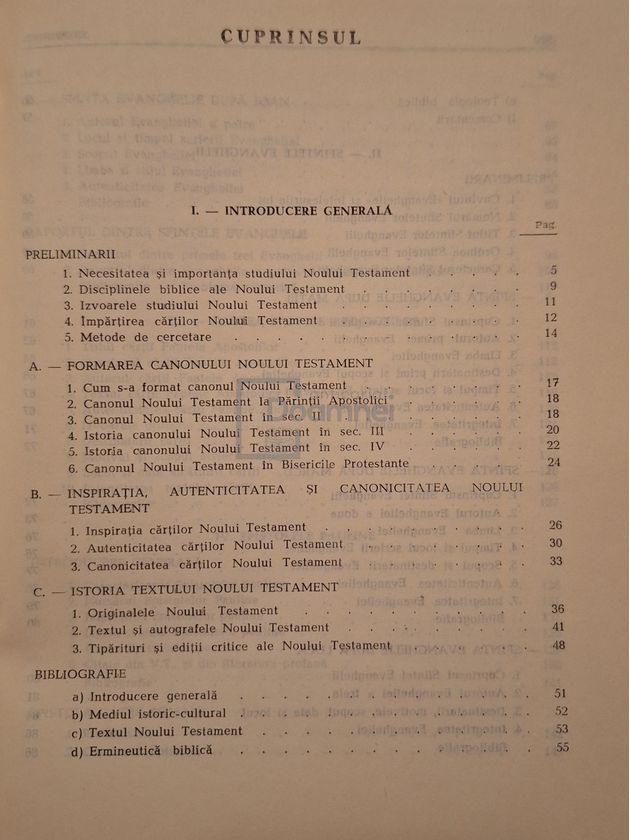 CUPRINSUL
I. — INTRODUCERE GENERALĂ
Pag.
PRELIMINARII
1. Necesitatea și importanța studiului Noului Testament . . . . . 5
2. Disciplinele biblice ale Noului Testament . . . . . . . . 9
3. Izvoarele studiului Noului Testament . . . . . . . . . 11
4. Împărțirea cărților Noului Testament . . . . . . . . . 12
5. Metode de cercetare . . . . . . . . . . . . . 14
A. — FORMAREA CANONULUI NOULUI TESTAMENT
1. Cum s-a format canonul Noului Testament . . . . . . . . 17
2. Canonul Noului Testament la Părinții Apostolici . . . . . . 18
3. Canonul Noului Testament în sec. II . . . . . . . . . 18
4. Istoria canonului Noului Testament în sec. III . . . . . . 20
5. Istoria canonului Noului Testament în sec. IV . . . . . . 22
6. Canonul Noului Testament în Bisericile Protestante . . . . . 24
B. — INSPIRAȚIA, AUTENTICITATEA ȘI CANONICITATEA NOULUI
TESTAMENT
1. Inspirația cărților Noului Testament . . . . . . . . . 26
2. Autenticitatea cărților Noului Testament . . . . . . . . 30
3. Canonicitatea cărților Noului Testament . . . . . . . . 33
C. — ISTORIA TEXTULUI NOULUI TESTAMENT
1. Originalele Noului Testament . . . . . . . . . . 36
2. Textul și autografele Noului Testament . . . . . . . . 41
3. Tipărituri și ediții critice ale Noului Testament . . . . . . 48
BIBLIOGRAFIE
a) Introducere generală . . . . . . . . . . . . . 51
b) Mediul istoric-cultural . . . . . . . . . . . . . 52
c) Textul Noului Testament . . . . . . . . . . . . 53
d) Ermineutică biblică . . . . . . . . . . . . . 55